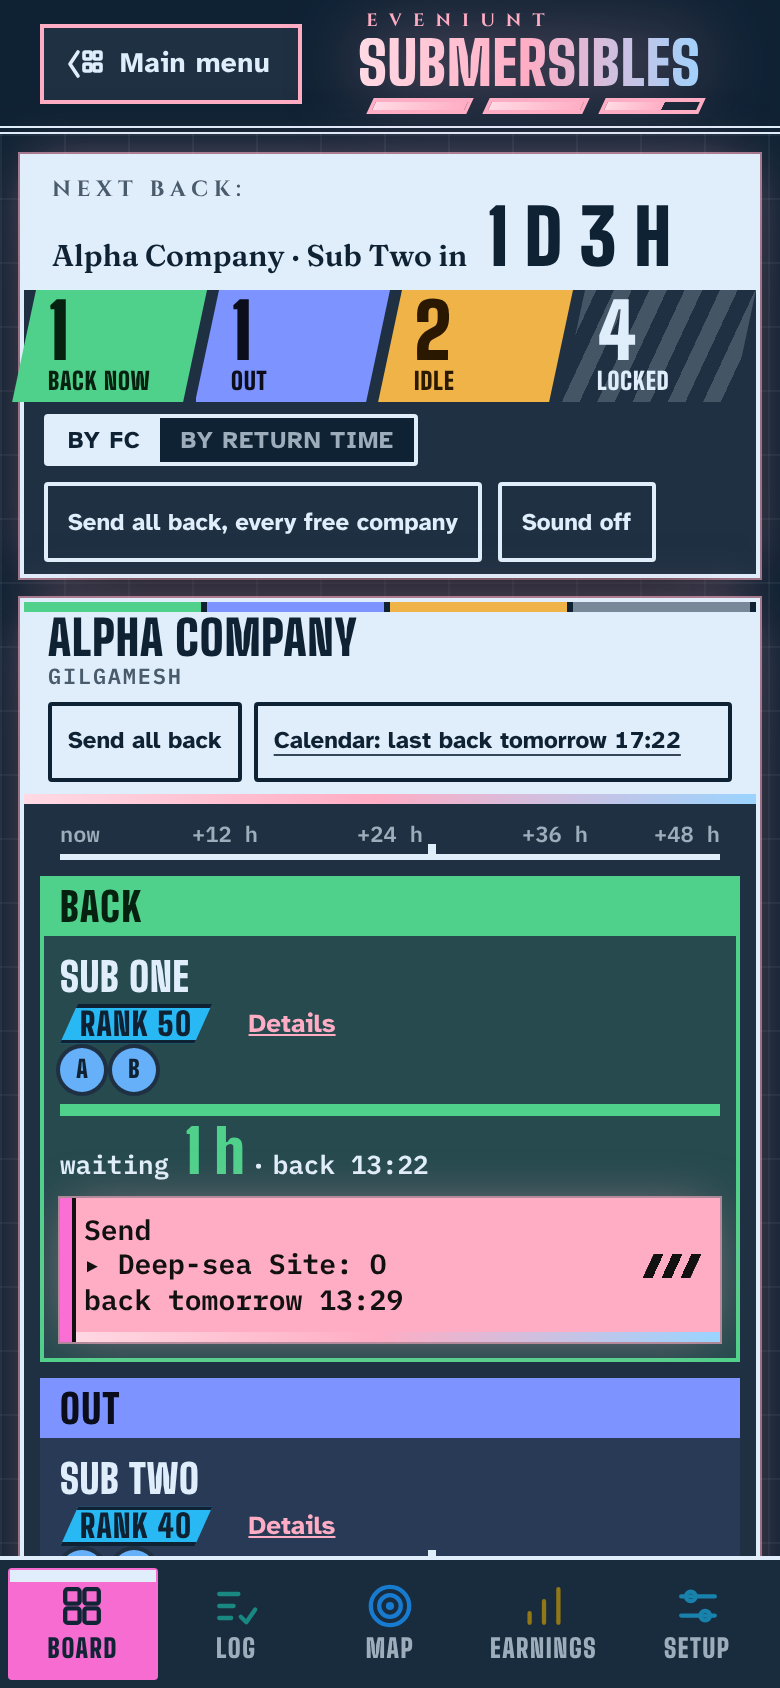 Main menu
EVENIUNT
SUBMERSIBLES
NEXT BACK:
Alpha Company · Sub Two in 1D3H
1 BACK NOW
1 OUT
2 IDLE
4 LOCKED
BY FC BY RETURN TIME
Send all back, every free company
Sound off
ALPHA COMPANY
GILGAMESH
Send all back
Calendar: last back tomorrow 17:22
now +12 h +24 h +36 h +48 h
BACK
SUB ONE
RANK 50 Details
A B
waiting 1h · back 13:22
Send
▸ Deep-sea Site: O
back tomorrow 13:29
OUT
SUB TWO
RANK 40 Details
BOARD LOG MAP EARNINGS SETUP